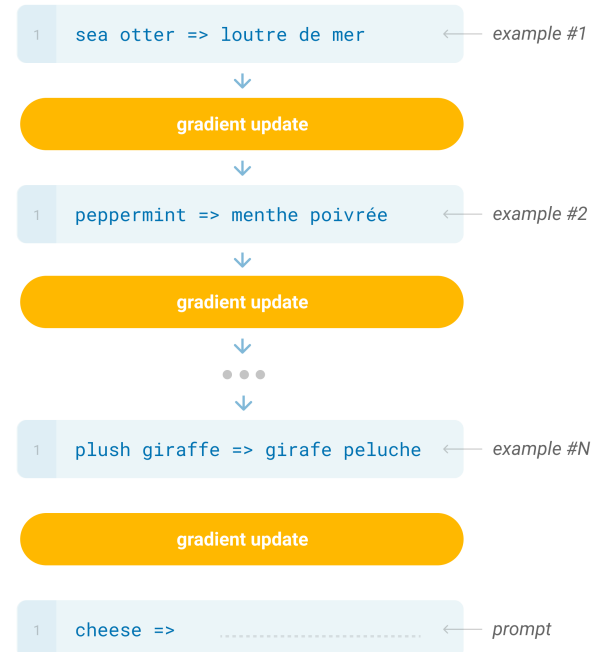 1 sea otter => loutre de mer example #1
gradient update
1 peppermint => menthe poivrée example #2
gradient update
1 plush giraffe => girafe peluche example #N
gradient update
1 cheese => prompt